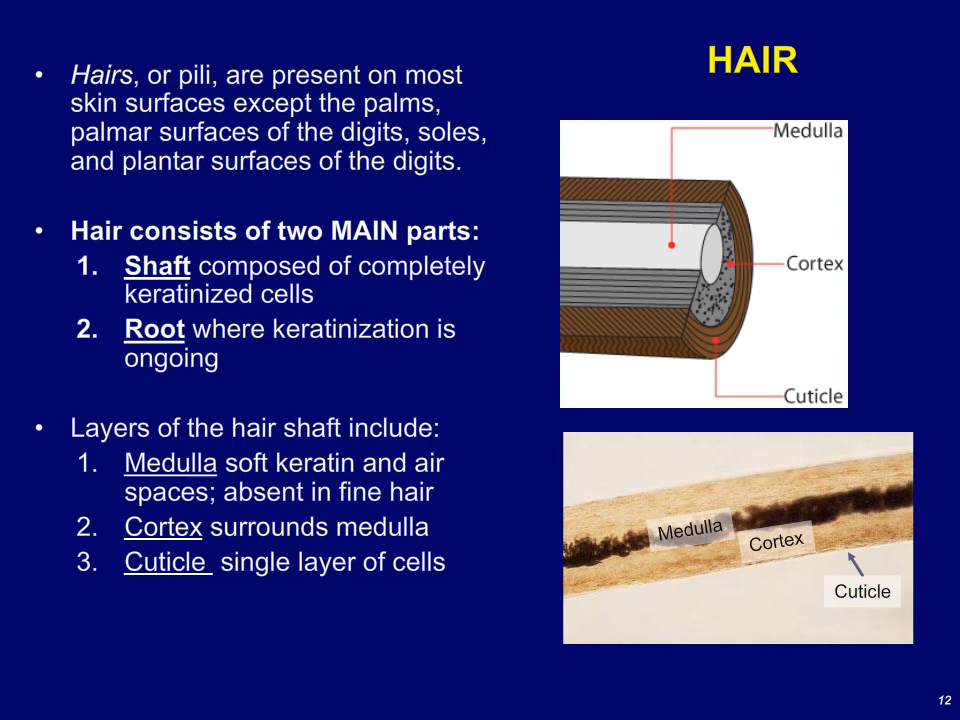 HAIR
• Hairs, or pili, are present on most
skin surfaces except the palms,
palmar surfaces of the digits, soles,
and plantar surfaces of the digits.
• Hair consists of two MAIN parts:
1. Shaft composed of completely
keratinized cells
2. Root where keratinization is
ongoing
• Layers of the hair shaft include:
1. Medulla soft keratin and air
spaces; absent in fine hair
2. Cortex surrounds medulla
3. Cuticle single layer of cells
Medulla
Cortex
Cuticle
Medulla
Cortex
Cuticle
12